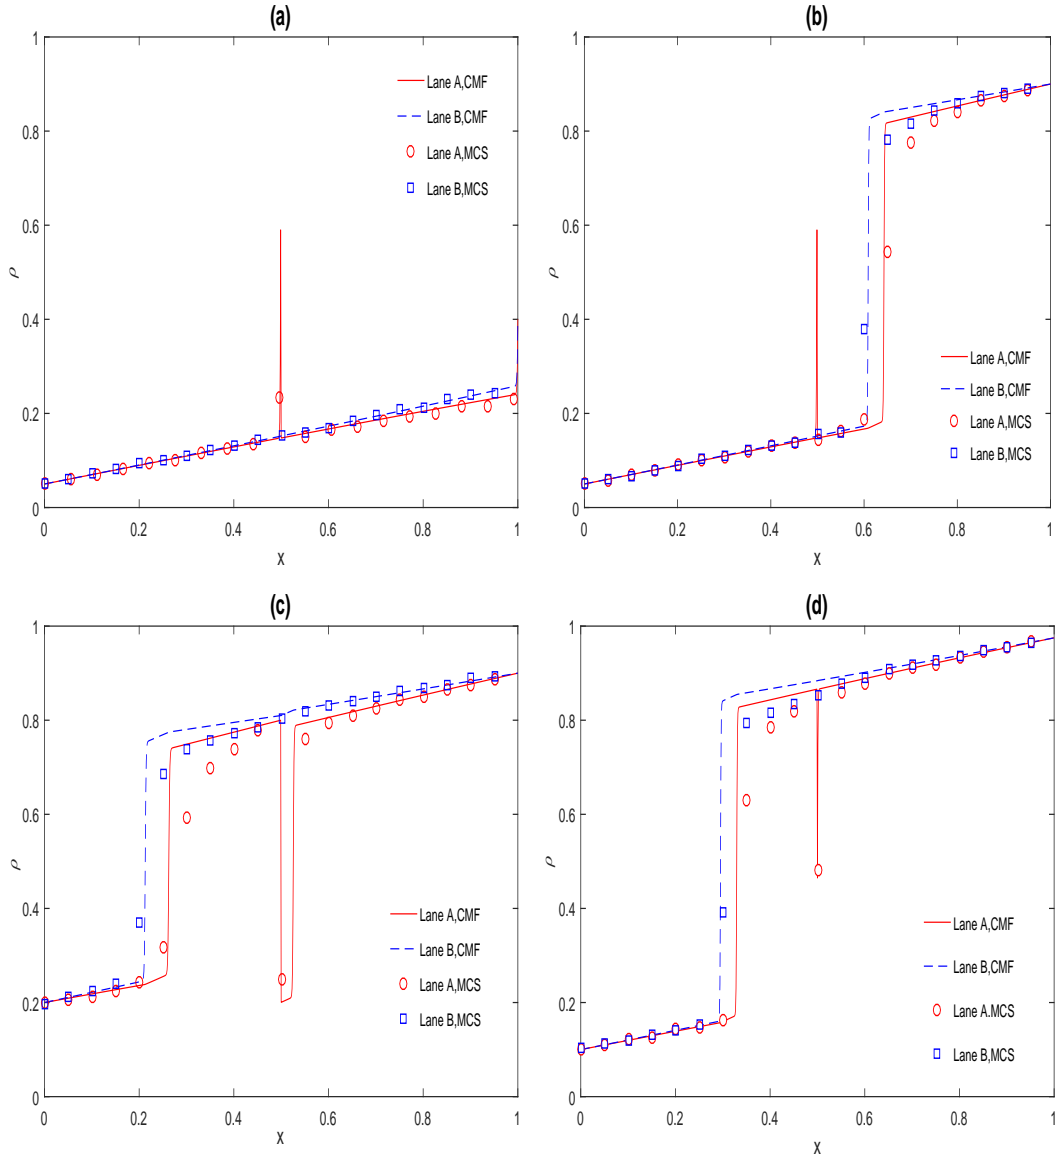 (a)
1
0.8
0.6
0.4
0.2
0
ρ
0 0.2 0.4 0.6 0.8 1
X
Lane A,CMF
Lane B,CMF
Lane A,MCS
Lane B,MCS
(b)
1
0.8
0.6
0.4
0.2
0
ρ
0 0.2 0.4 0.6 0.8 1
X
Lane A,CMF
Lane B,CMF
Lane A,MCS
Lane B,MCS
(c)
1
0.8
0.6
0.4
0.2
0
ρ
0 0.2 0.4 0.6 0.8 1
X
Lane A,CMF
Lane B,CMF
Lane A,MCS
Lane B,MCS
(d)
1
0.8
0.6
0.4
0.2
0
ρ
0 0.2 0.4 0.6 0.8 1
X
Lane A,CMF
Lane B,CMF
Lane A.MCS
Lane B,MCS